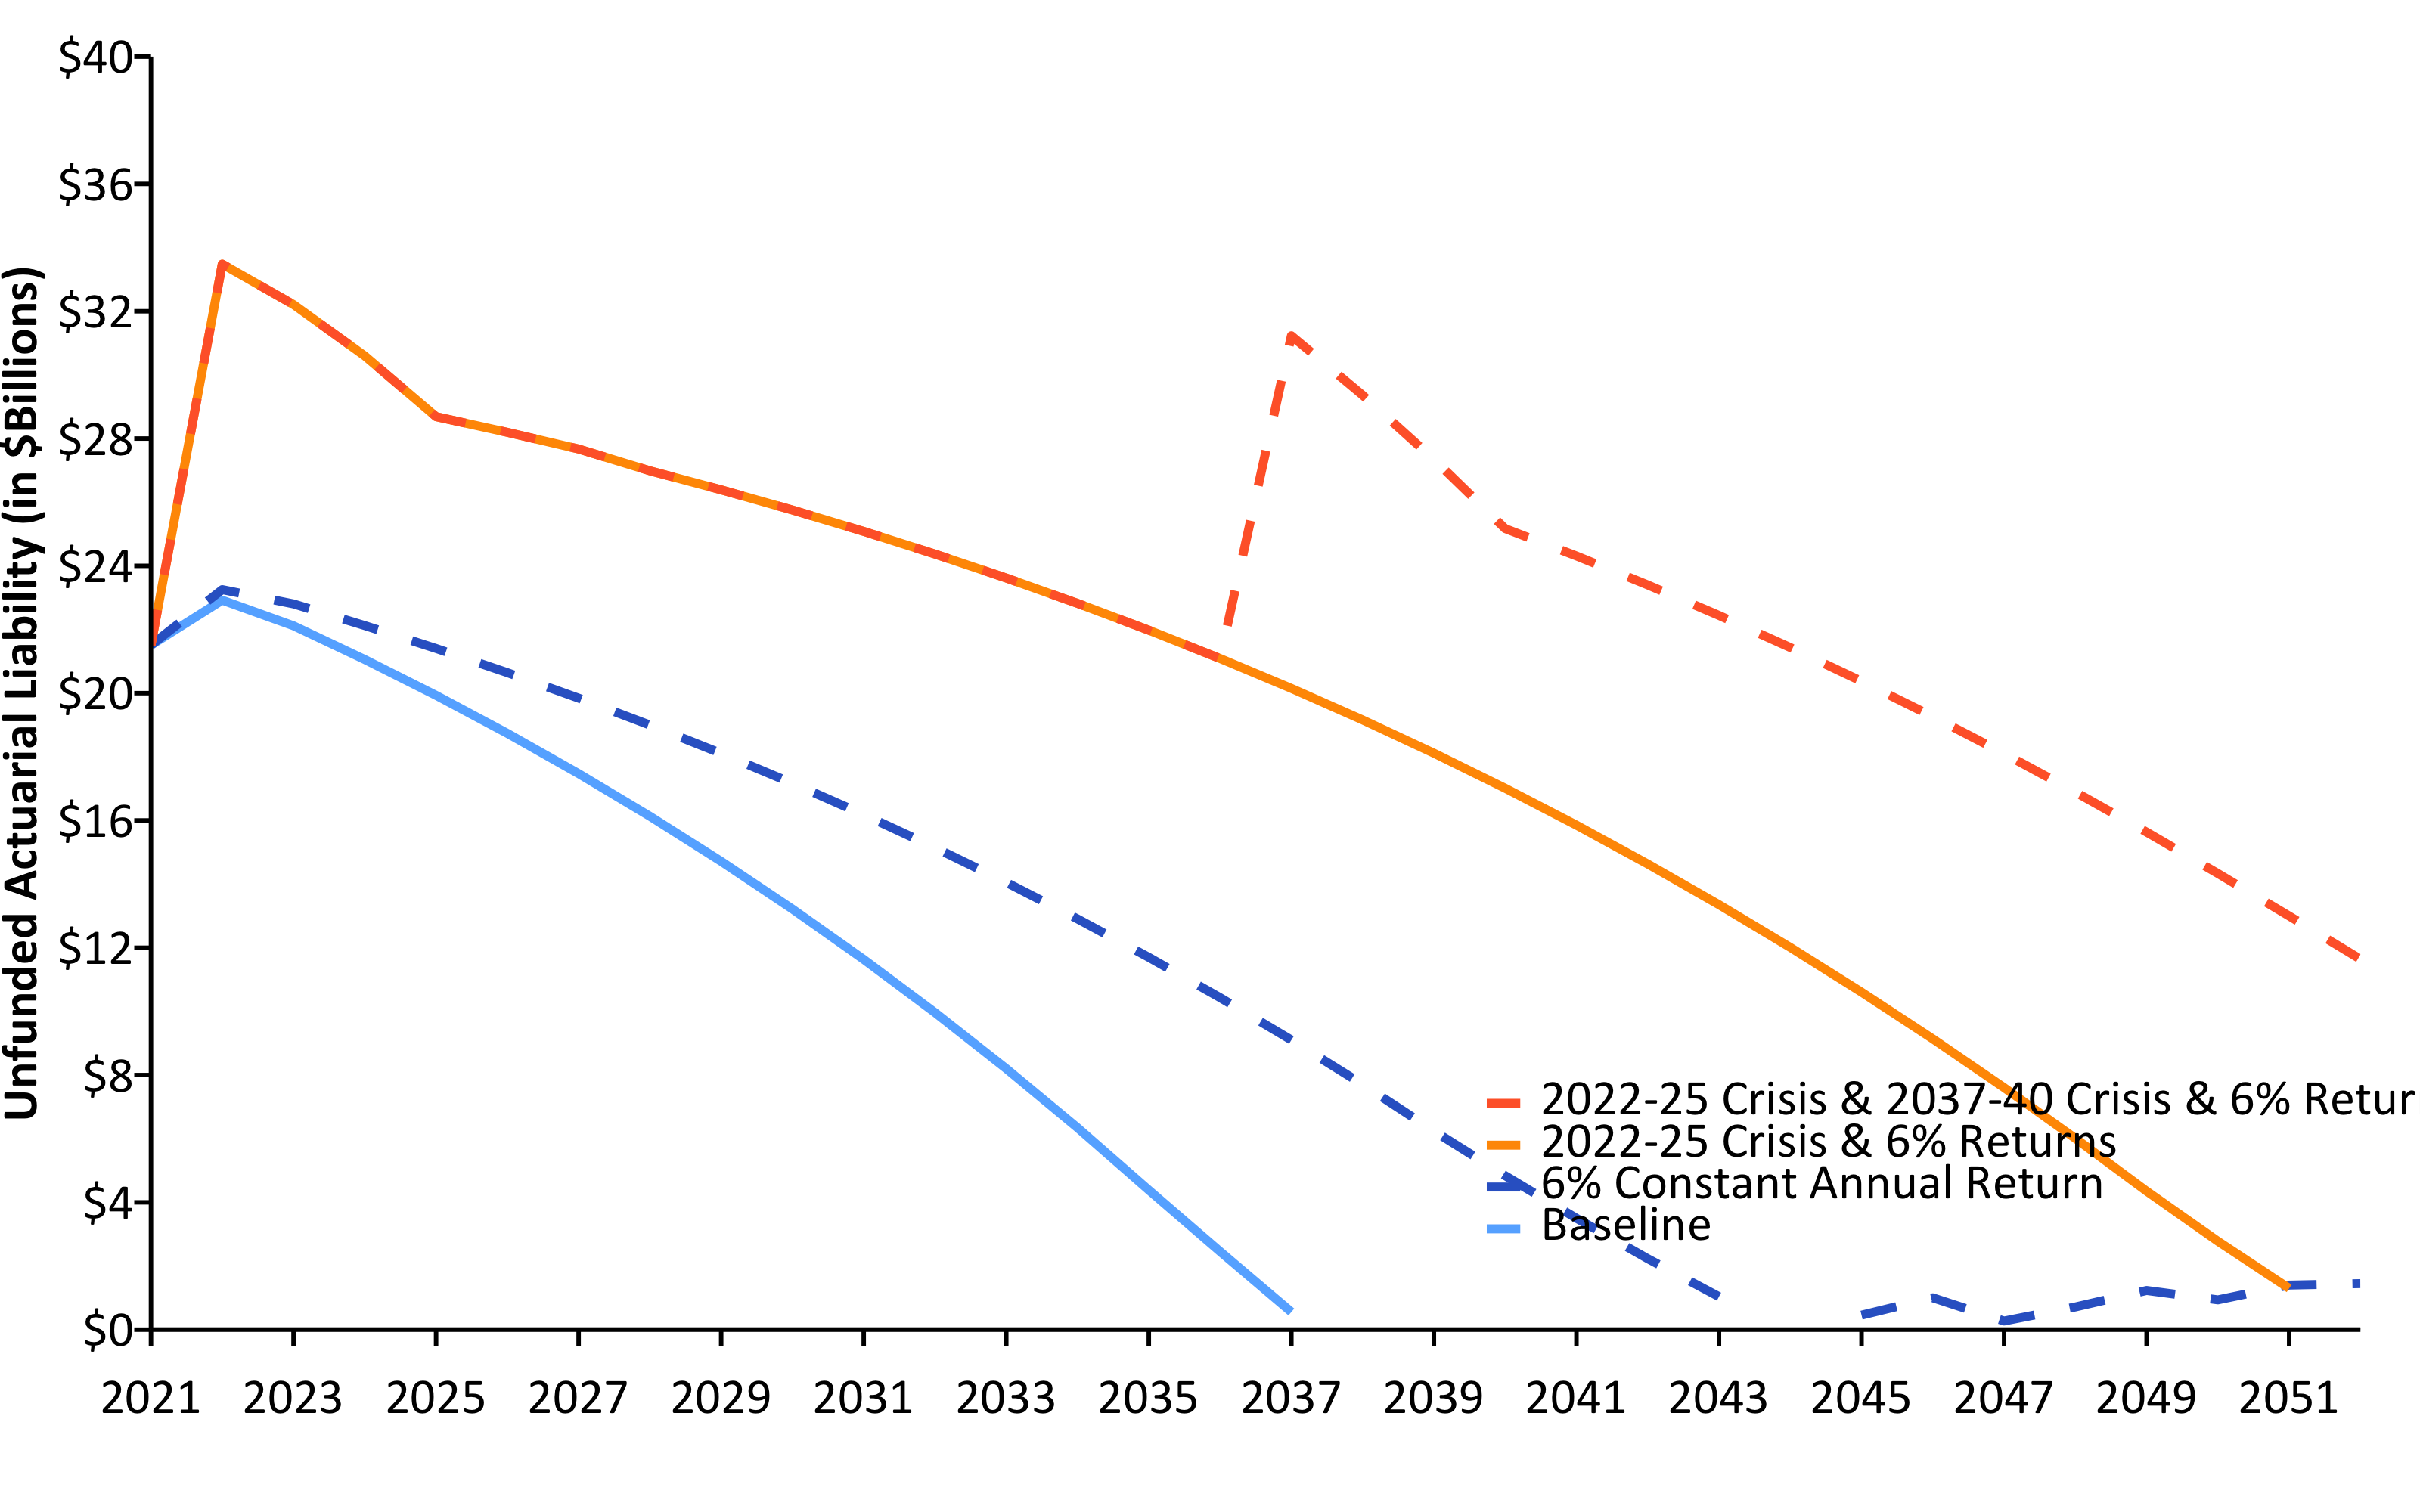 Unfunded Actuarial Liability (in $Billions)
$40
$36
$32
$28
$24
$20
$16
$12
$8
$4
$0
2022-25 Crisis & 2037-40 Crisis & 6% Retur
2022-25 Crisis & 6% Returns
6% Constant Annual Return
Baseline
2021 2023 2025 2027 2029 2031 2033 2035 2037 2039 2041 2043 2045 2047 2049 2051